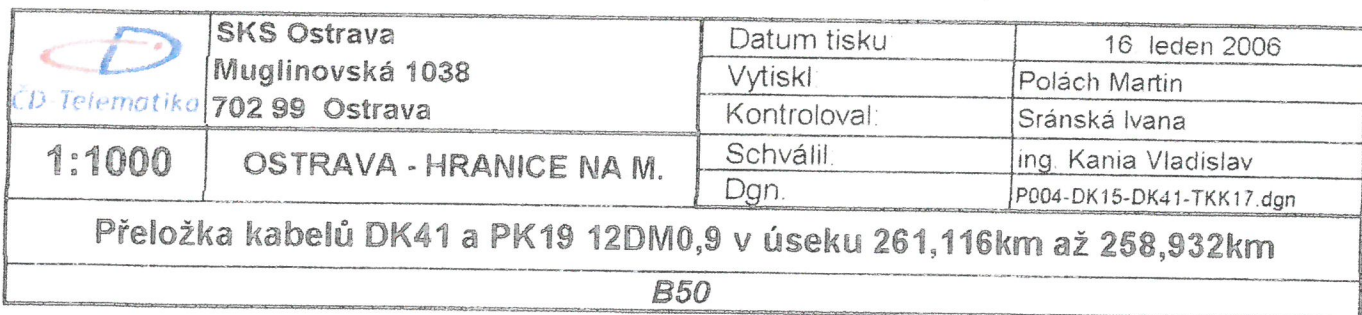 ČD-Telematika
SKS Ostrava
Muglinovská 1038
702 99 Ostrava
1:1000
OSTRAVA - HRANICE NA M.
Datum tisku 16. leden 2006
Vytiskl: Polách Martin
Kontroloval: Sránská Ivana
Schválil: ing. Kania Vladislav
Dgn. P004-DK15-DK41-TKK17.dgn
Přeložka kabelů DK41 a PK19 12DM0,9 v úseku 261,116km až 258,932km
B50